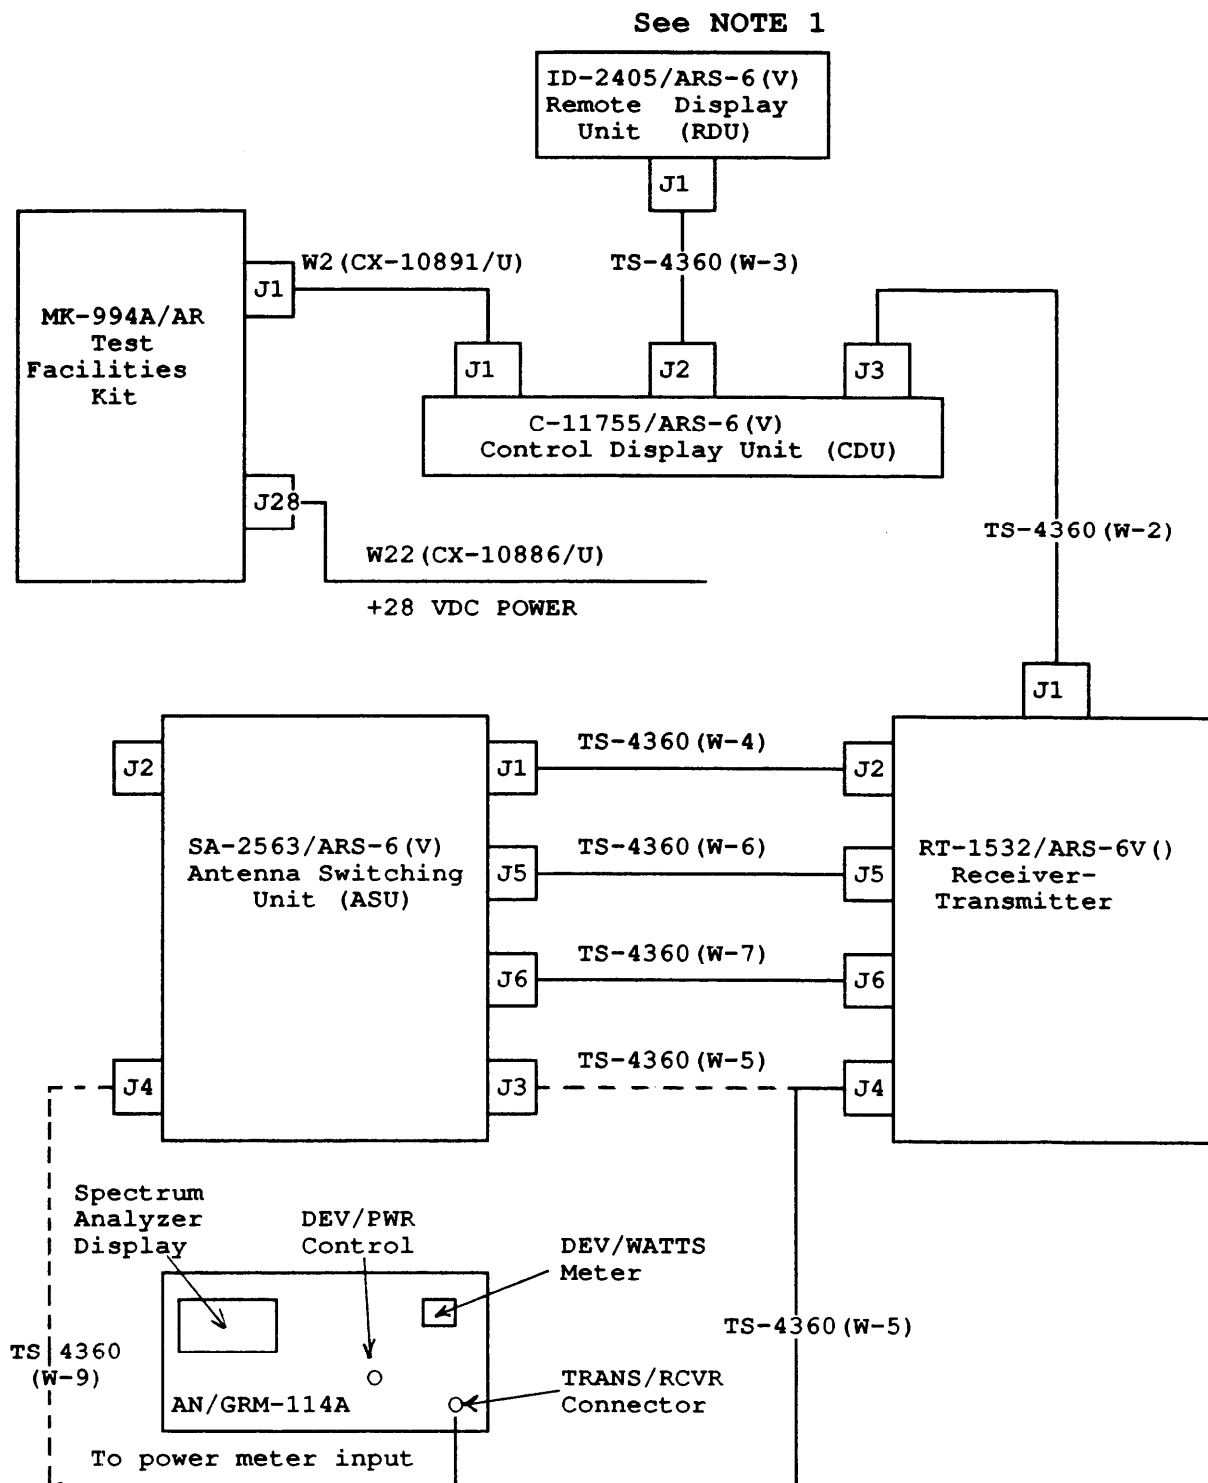 See NOTE 1
ID-2405/ARS-6(V)
Remote Display
Unit (RDU)
J1
W2(CX-10891/U)
TS-4360(W-3)
J1
MK-994A/AR
Test
Facilities
Kit
J1
J2
J3
C-11755/ARS-6(V)
Control Display Unit (CDU)
J28
TS-4360(W-2)
W22(CX-10886/U)
+28 VDC POWER
J1
TS-4360(W-4)
J2
J1
J2
SA-2563/ARS-6(V)
Antenna Switching
Unit (ASU)
TS-4360(W-6)
J5
J5
RT-1532/ARS-6V()
Receiver-
Transmitter
TS-4360(W-7)
J6
J6
TS-4360(W-5)
J4
J3
J4
Spectrum
Analyzer
Display
DEV/PWR
Control
DEV/WATTS
Meter
TS-4360(W-5)
TS 4360
(W-9)
AN/GRM-114A
TRANS/RCVR
Connector
To power meter input